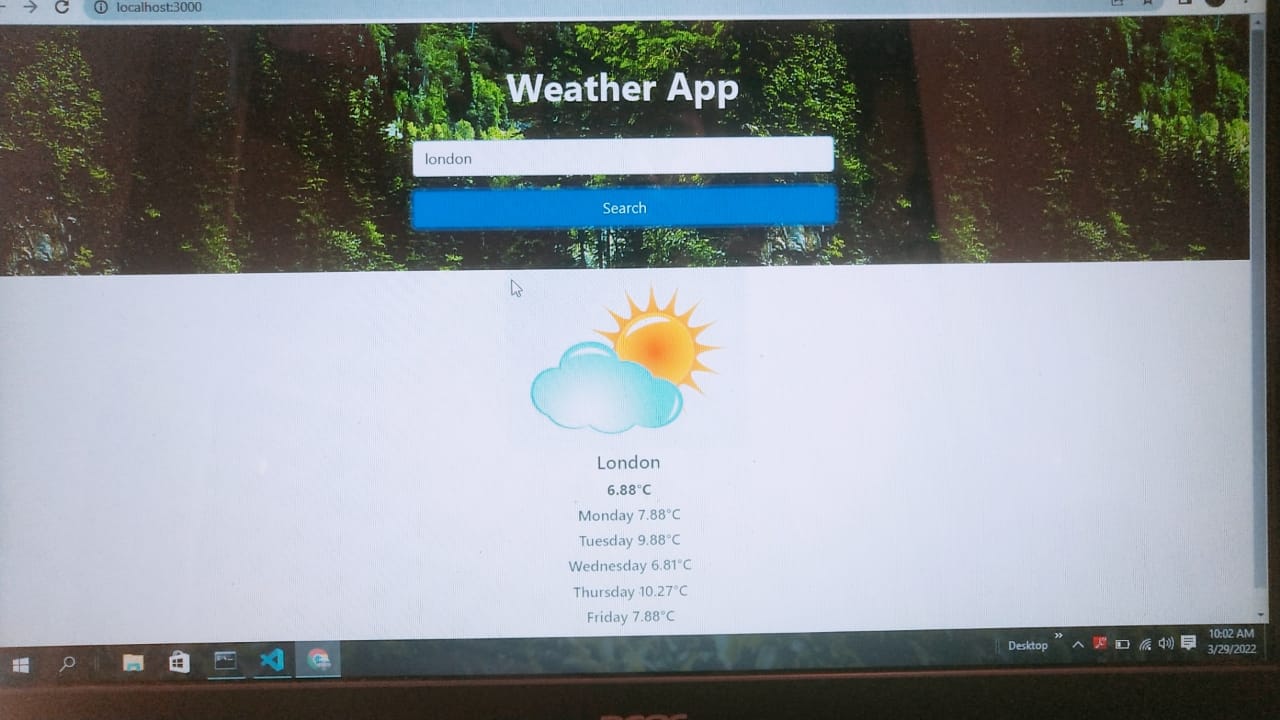 localhost:3000
Weather App
london
Search
London
6.88°C
Monday 7.88°C
Tuesday 9.88°C
Wednesday 6.81°C
Thursday 10.27°C
Friday 7.88°C
Desktop
10:02 AM
3/29/2022